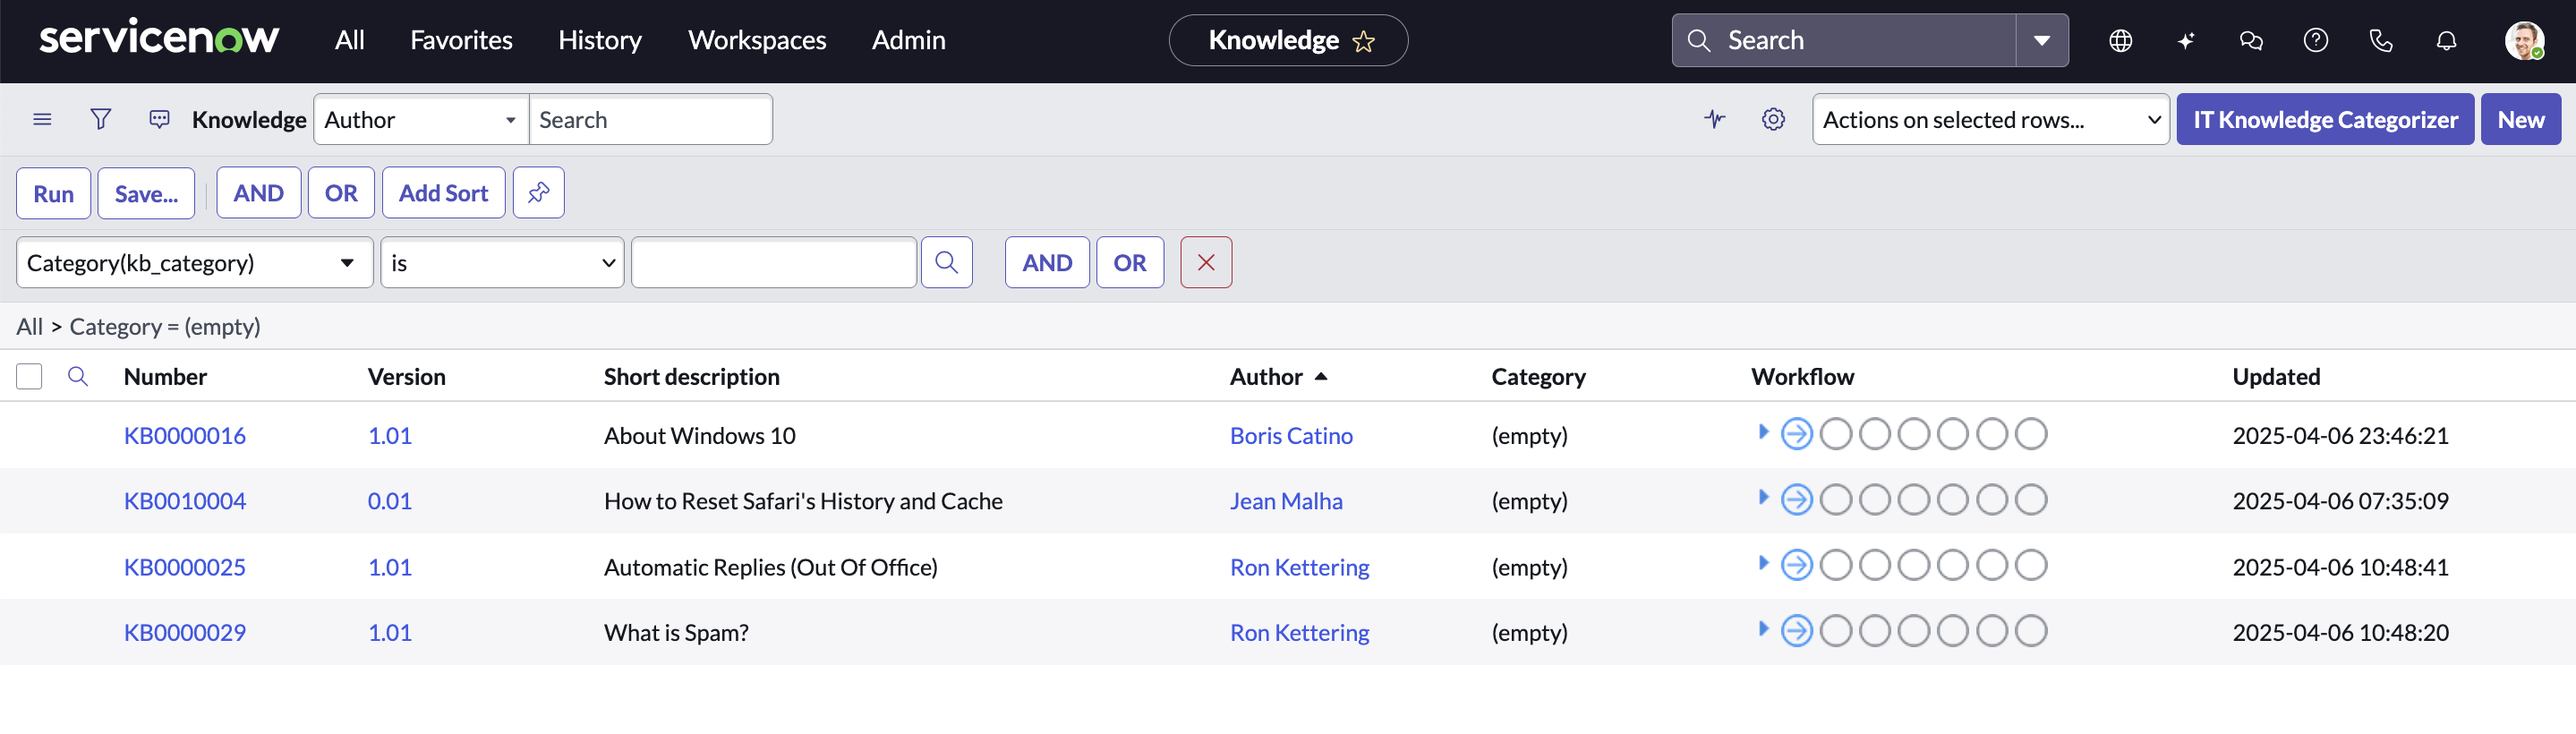 servicenow All Favorites History Workspaces Admin Knowledge Search
Knowledge Author Search Actions on selected rows... IT Knowledge Categorizer New
Run Save... AND OR Add Sort
Category(kb_category) is AND OR
All > Category = (empty)
Number Version Short description Author Category Workflow Updated
KB0000016 1.01 About Windows 10 Boris Catino (empty) 2025-04-06 23:46:21
KB0010004 0.01 How to Reset Safari's History and Cache Jean Malha (empty) 2025-04-06 07:35:09
KB0000025 1.01 Automatic Replies (Out Of Office) Ron Kettering (empty) 2025-04-06 10:48:41
KB0000029 1.01 What is Spam? Ron Kettering (empty) 2025-04-06 10:48:20